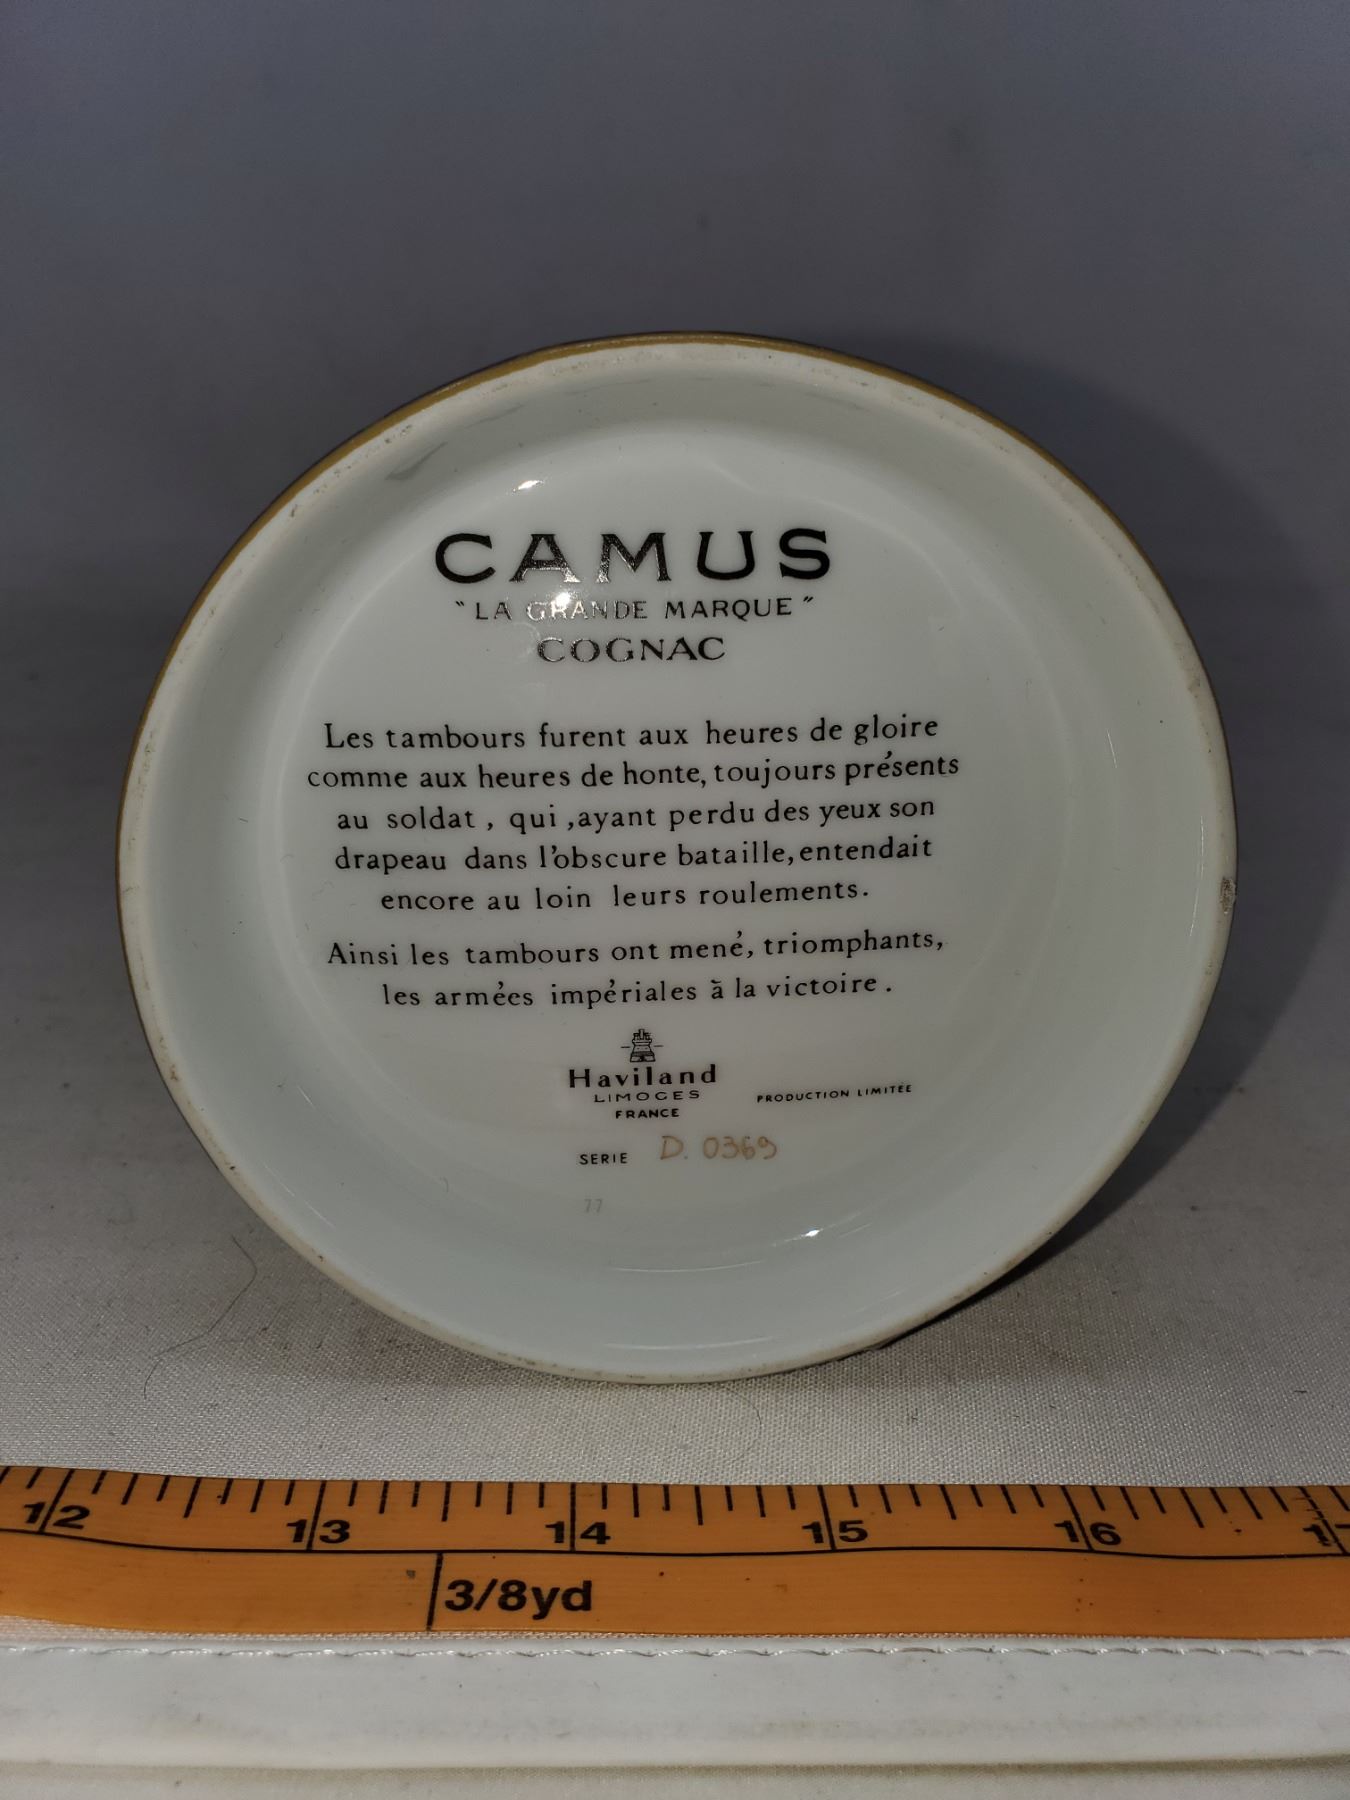 CAMUS
"LA GRANDE MARQUE"
COGNAC
Les tambours furent aux heures de gloire
comme aux heures de honte, toujours présents
au soldat , qui ,ayant perdu des yeux son
drapeau dans l'obscure bataille,entendait
encore au loin leurs roulements.
Ainsi les tambours ont mené, triomphants,
les armées impériales à la victoire .
Haviland
LIMOGES
FRANCE
PRODUCTION LIMITÉE
SERIE D. 0369
77
12 13 14 15 16
3/8yd